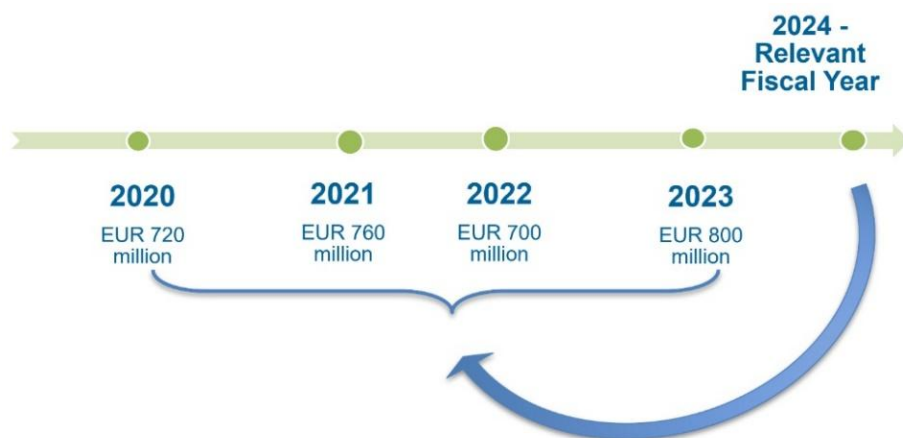 2024 -
Relevant
Fiscal Year
2020
EUR 720
million
2021
EUR 760
million
2022
EUR 700
million
2023
EUR 800
million